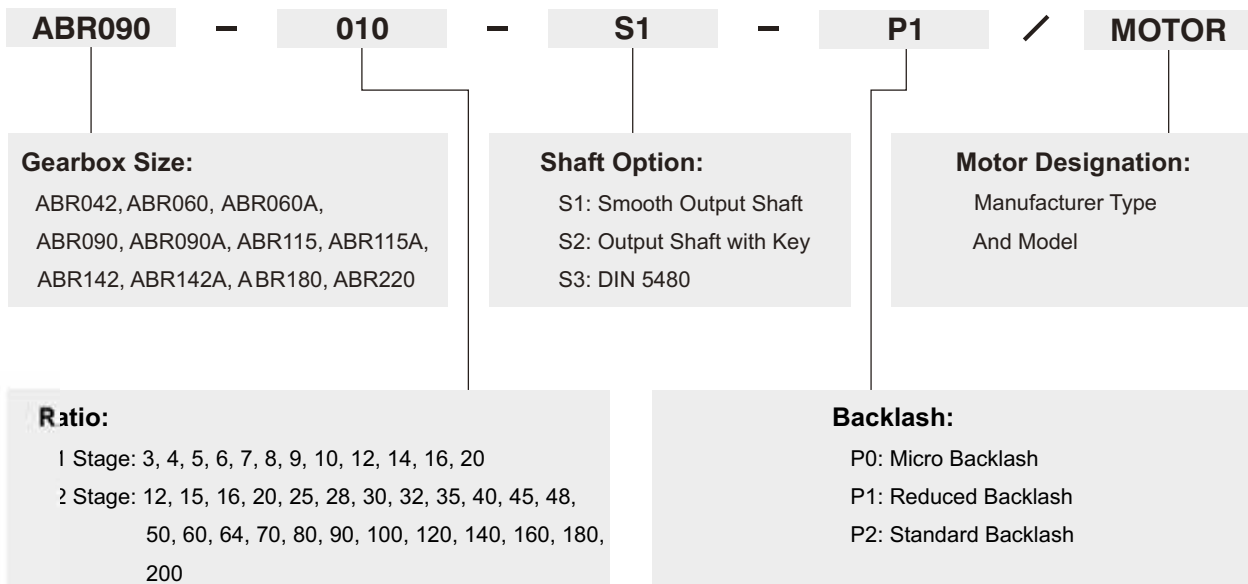 ABR090 – 010 – S1 – P1 / MOTOR
Gearbox Size:
ABR042, ABR060, ABR060A,
ABR090, ABR090A, ABR115, ABR115A,
ABR142, ABR142A, ABR180, ABR220
Shaft Option:
S1: Smooth Output Shaft
S2: Output Shaft with Key
S3: DIN 5480
Motor Designation:
Manufacturer Type
And Model
Ratio:
1 Stage: 3, 4, 5, 6, 7, 8, 9, 10, 12, 14, 16, 20
2 Stage: 12, 15, 16, 20, 25, 28, 30, 32, 35, 40, 45, 48,
50, 60, 64, 70, 80, 90, 100, 120, 140, 160, 180,
200
Backlash:
P0: Micro Backlash
P1: Reduced Backlash
P2: Standard Backlash